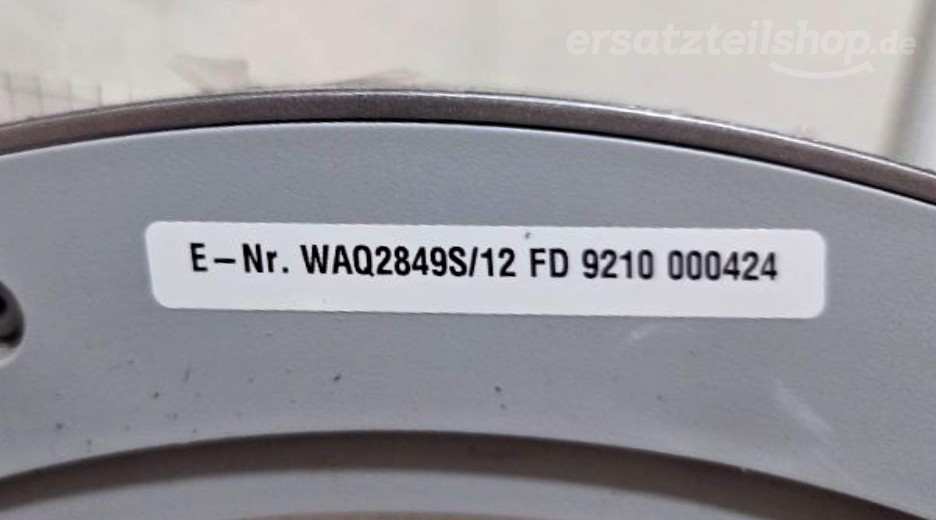 ersatzteilshop.de
E-Nr. WAQ2849S/12 FD 9210 000424